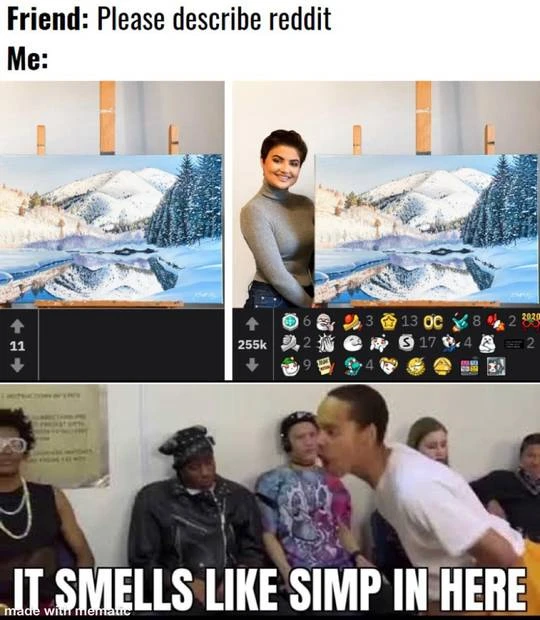 Friend: Please describe reddit
Me:
6 3 13 OC 8 2 2020
11 255k 2 S 17 4 2
9 4
IT SMELLS LIKE SIMP IN HERE
made with mematic